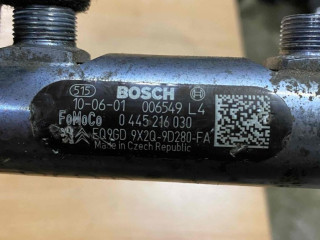 515 BOSCH
10-06-01 006549 L4
FoMoCo 0 445 216 030
EQ9GD 9X2Q-9D280-FA
Made in Czech Republic